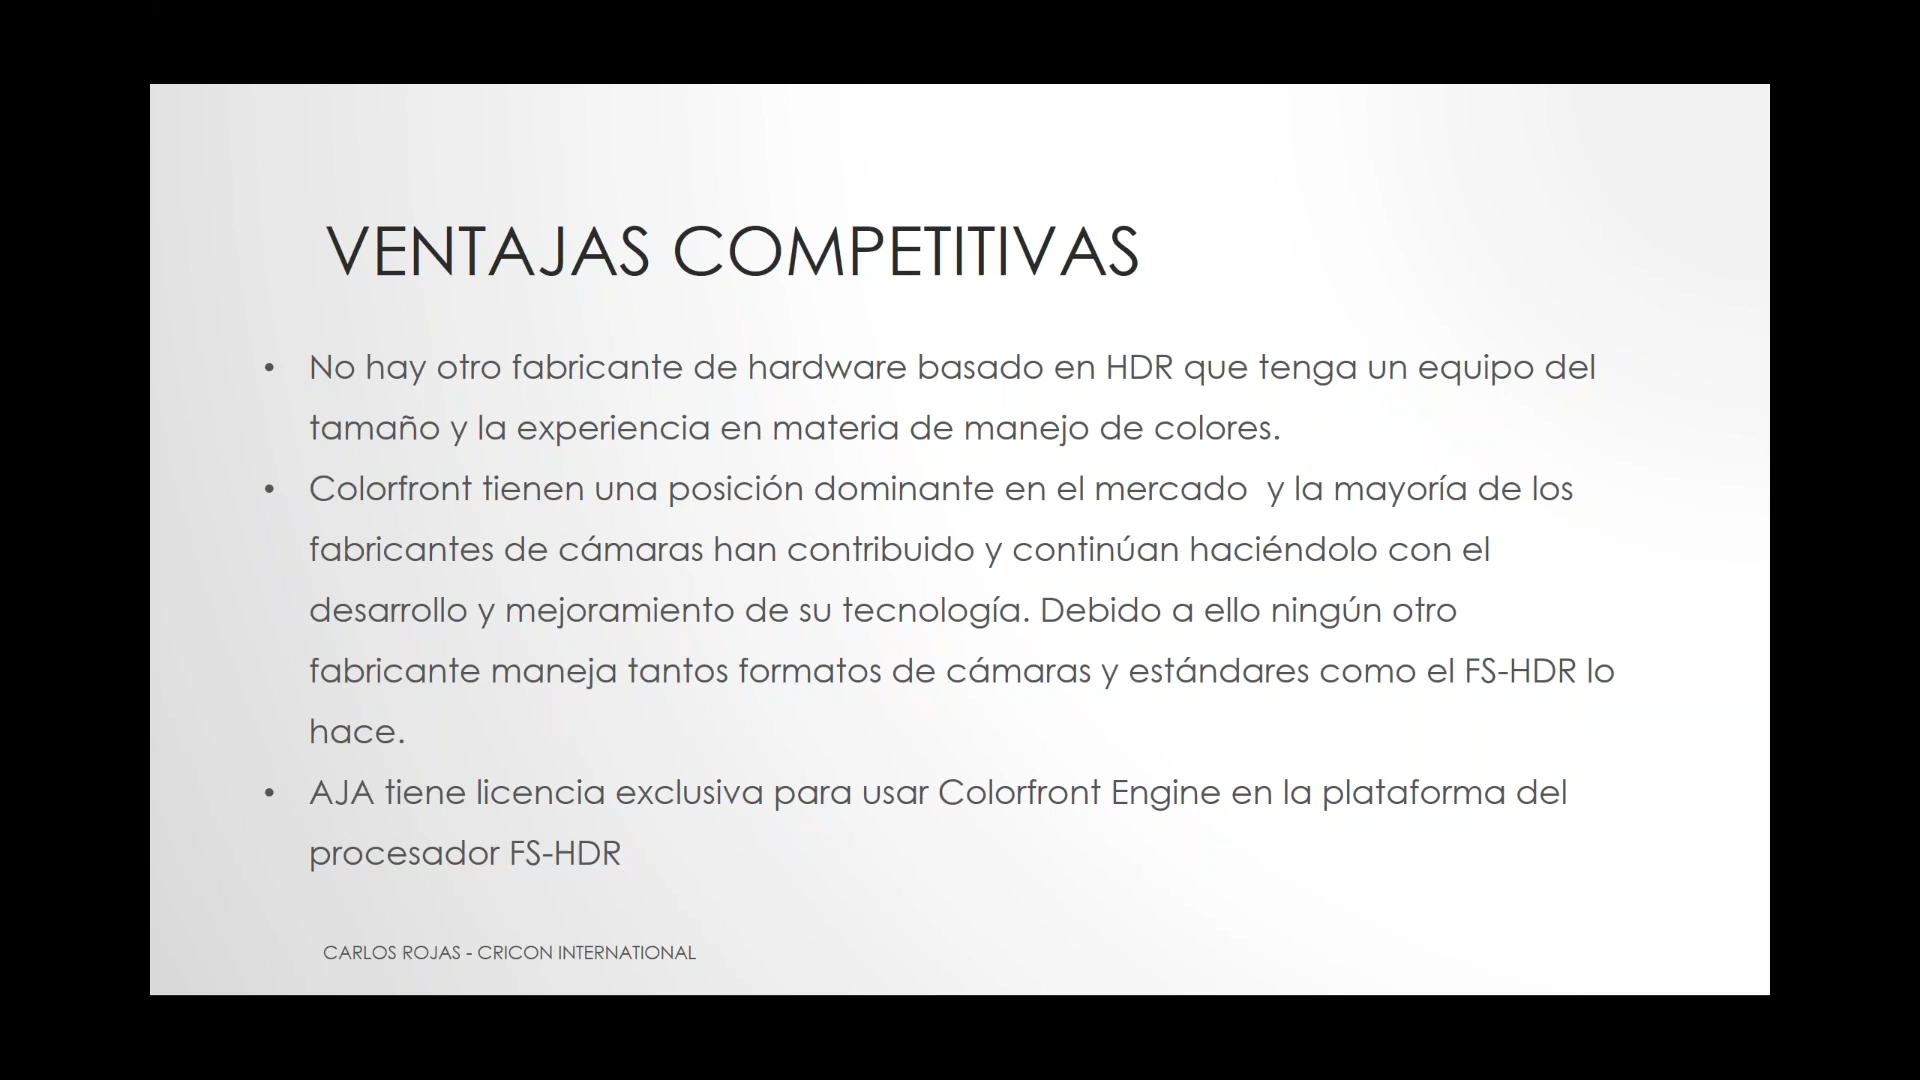 VENTAJAS COMPETITIVAS
• No hay otro fabricante de hardware basado en HDR que tenga un equipo del
tamaño y la experiencia en materia de manejo de colores.
• Colorfront tienen una posición dominante en el mercado  y la mayoría de los
fabricantes de cámaras han contribuido y continúan haciéndolo con el
desarrollo y mejoramiento de su tecnología. Debido a ello ningún otro
fabricante maneja tantos formatos de cámaras y estándares como el FS-HDR lo
hace.
• AJA tiene licencia exclusiva para usar Colorfront Engine en la plataforma del
procesador FS-HDR
CARLOS ROJAS - CRICON INTERNATIONAL